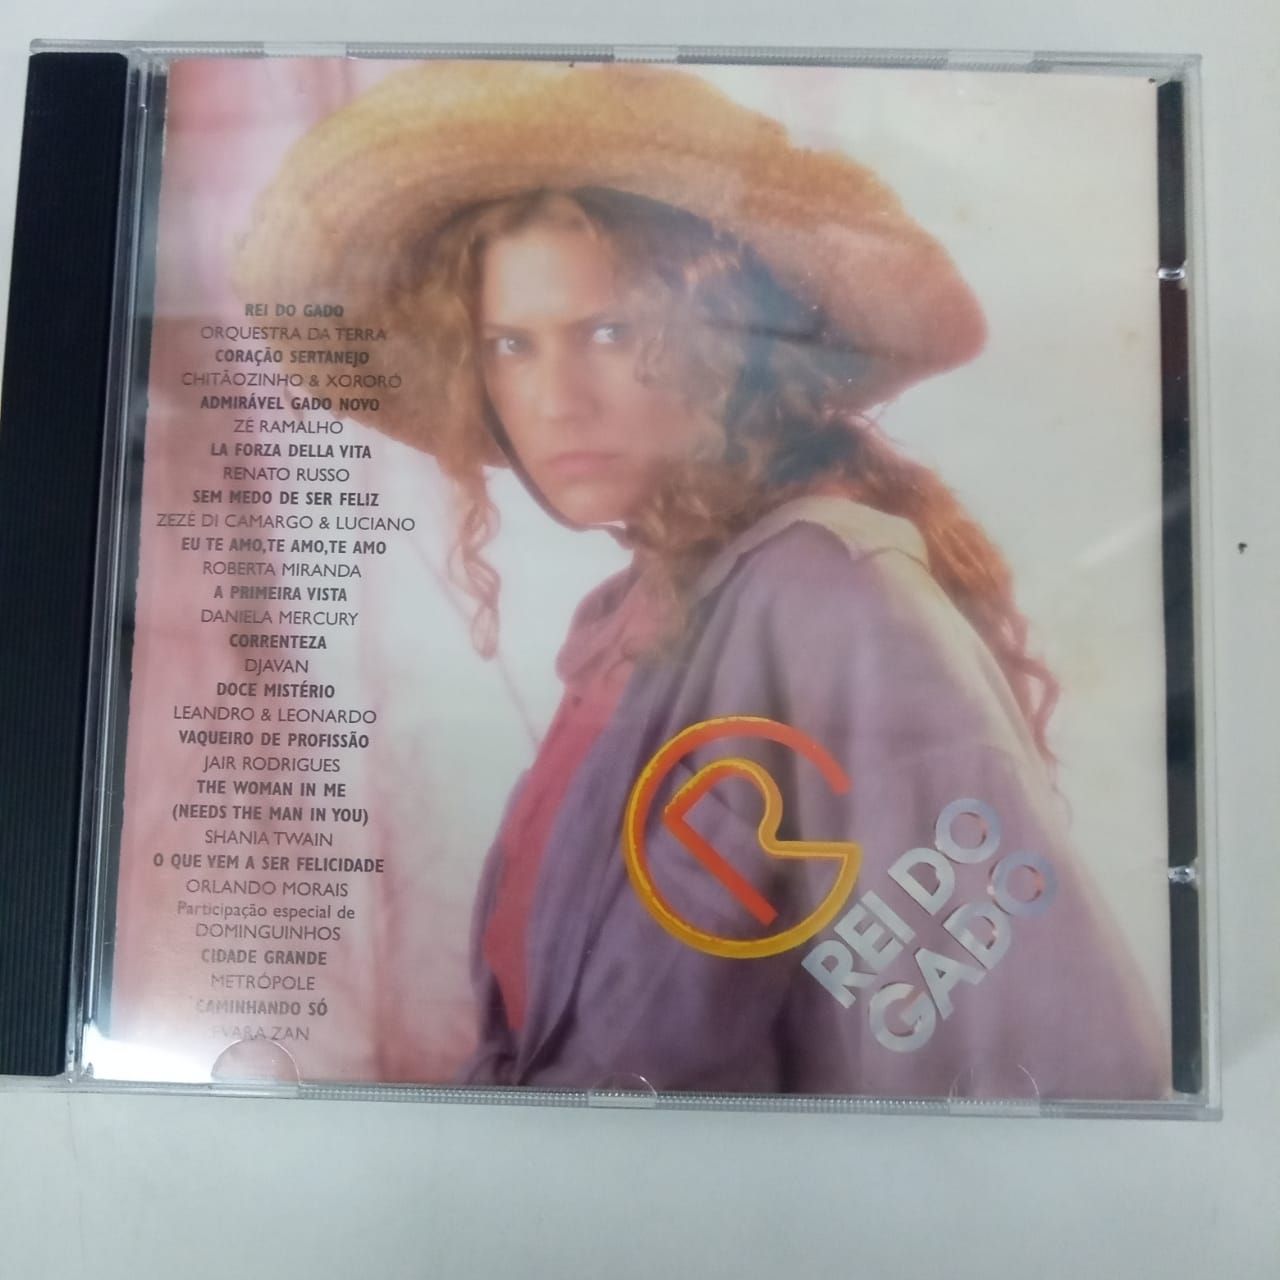 REI DO GADO
ORQUESTRA DA TERRA
CORAÇÃO SERTANEJO
CHITÃOZINHO & XORORÓ
ADMIRÁVEL GADO NOVO
ZÉ RAMALHO
LA FORZA DELLA VITA
RENATO RUSSO
SEM MEDO DE SER FELIZ
ZEZÉ DI CAMARGO & LUCIANO
EU TE AMO,TE AMO,TE AMO
ROBERTA MIRANDA
A PRIMEIRA VISTA
DANIELA MERCURY
CORRENTEZA
DJAVAN
DOCE MISTÉRIO
LEANDRO & LEONARDO
VAQUEIRO DE PROFISSÃO
JAIR RODRIGUES
THE WOMAN IN ME
(NEEDS THE MAN IN YOU)
SHANIA TWAIN
O QUE VEM A SER FELICIDADE
ORLANDO MORAIS
Participação especial de
DOMINGUINHOS
CIDADE GRANDE
METRÓPOLE
CAMINHANDO SÓ
ZAN
REI DO
GADO